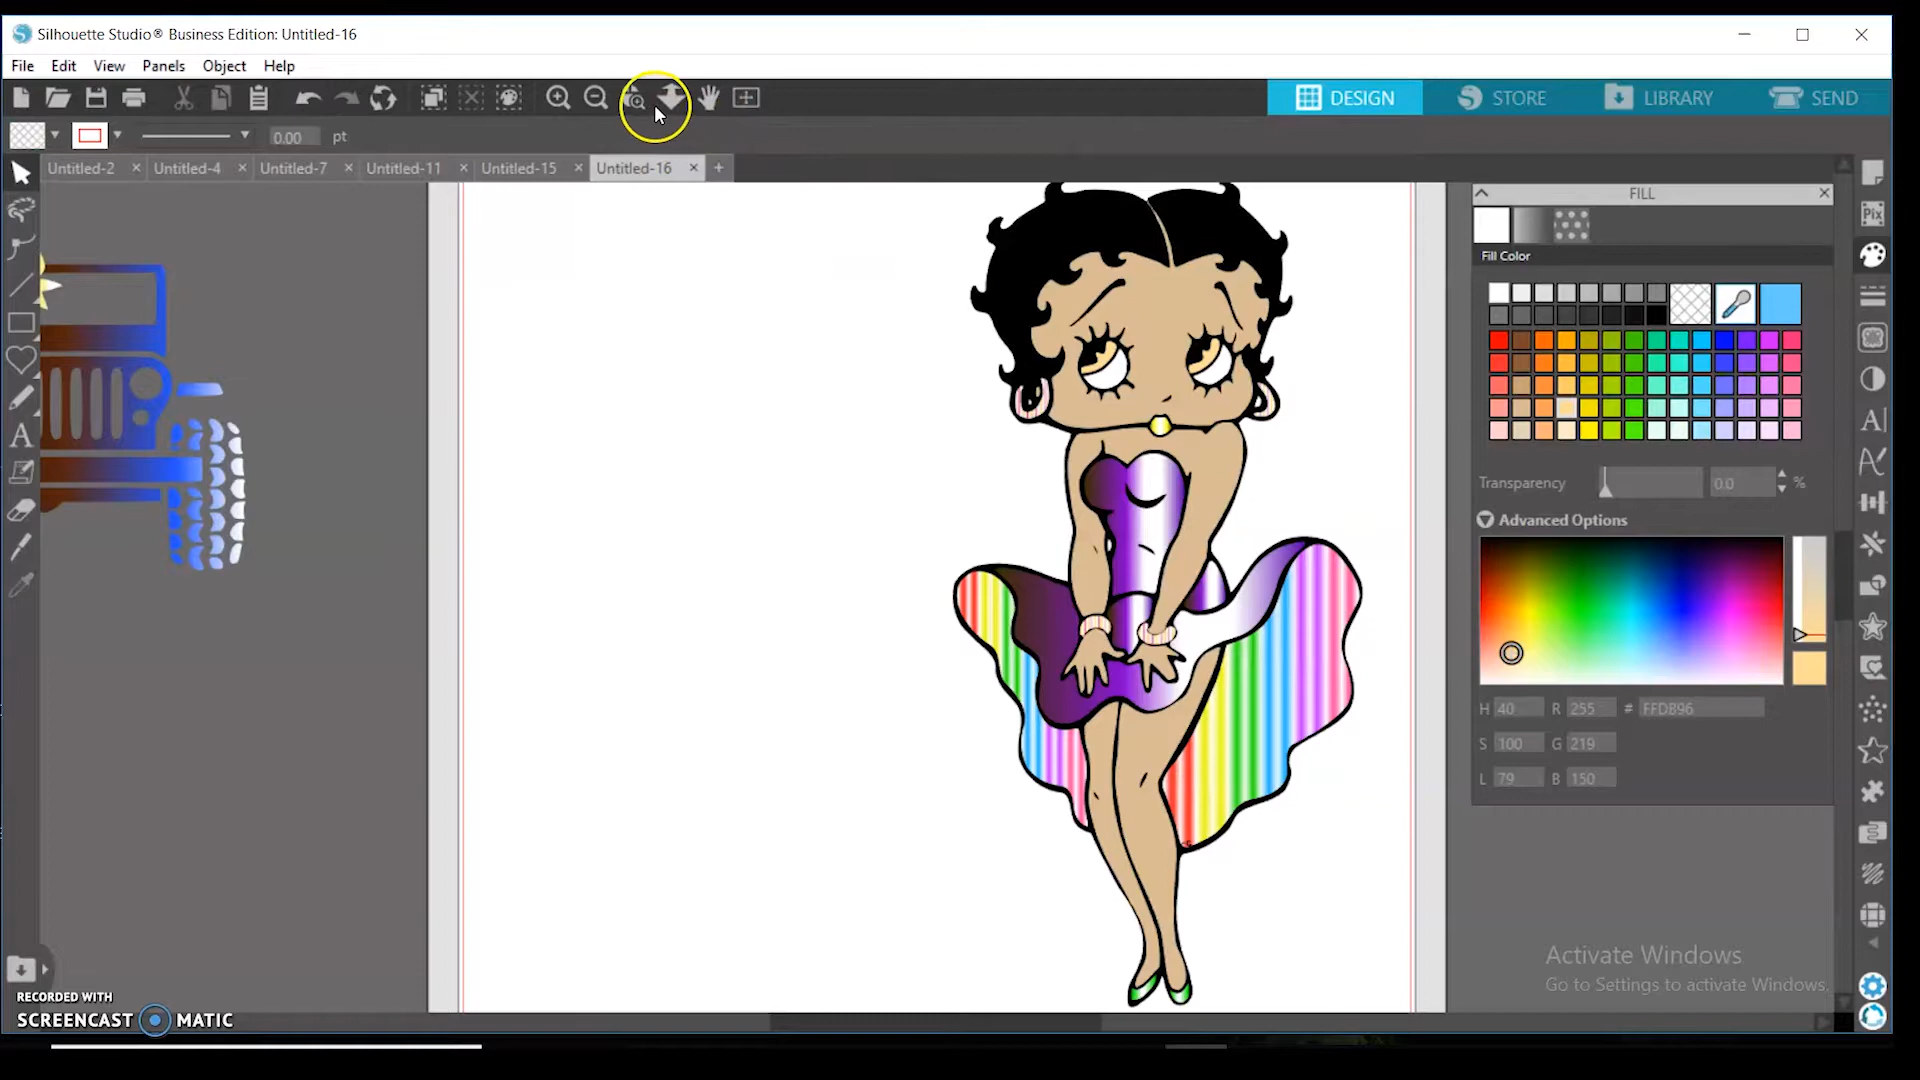 Silhouette Studio® Business Edition: Untitled-16
File Edit View Panels Object Help
DESIGN STORE LIBRARY SEND
0.00 pt
Untitled-2 Untitled-4 Untitled-7 Untitled-11 Untitled-15 Untitled-16
FILL
Pix
Fill Color
Transparency 0.0 %
Advanced Options
H 40 R 255 # FFDB96
S 100 G 219
L 79 B 150
Activate Windows
Go to Settings to activate Windows.
RECORDED WITH
SCREENCAST MATIC